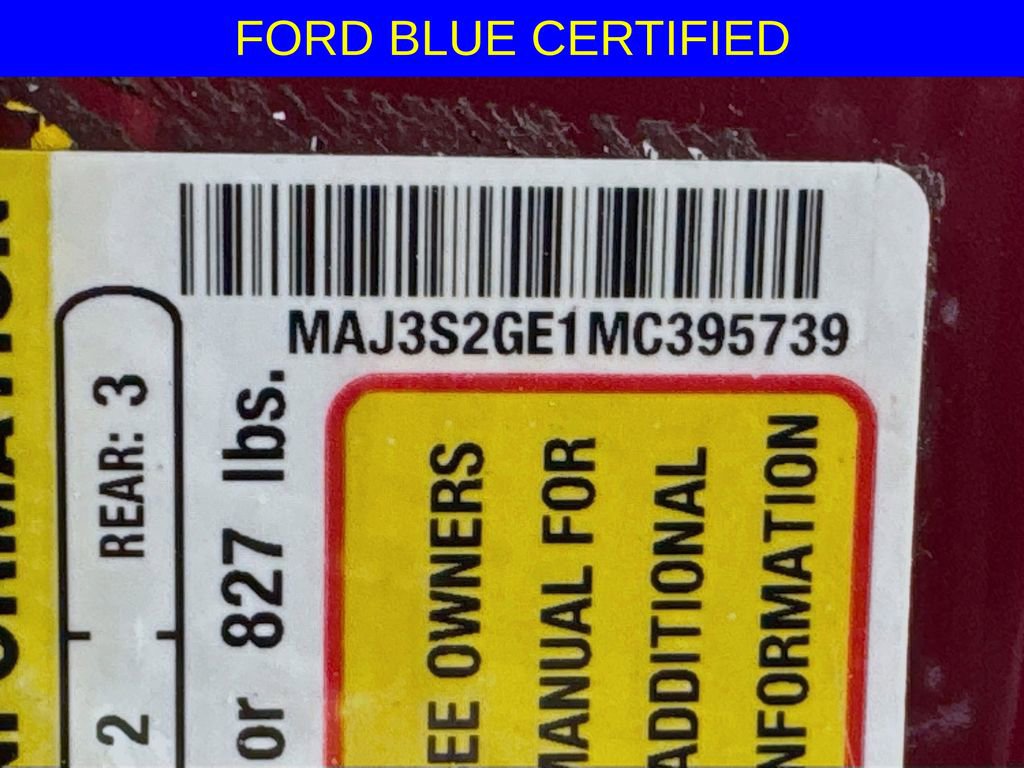 FORD BLUE CERTIFIED
MAJ3S2GE1MC395739
2 REAR: 3
or 827 lbs.
EE OWNERS
MANUAL FOR
ADDITIONAL
NFORMATION